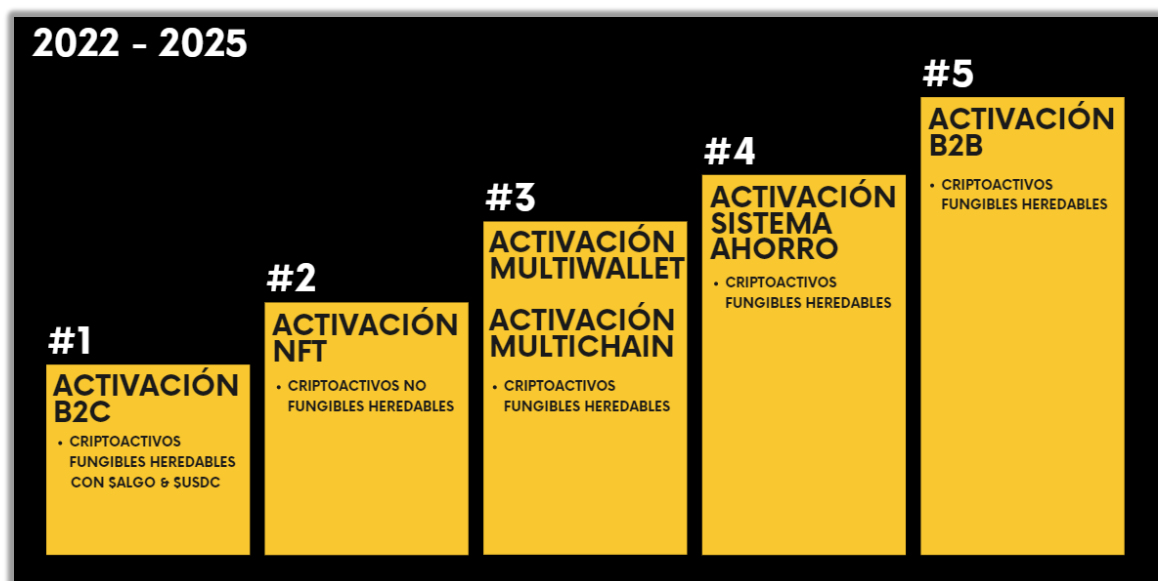 2022 - 2025
#1
ACTIVACIÓN
B2C
• CRIPTOACTIVOS
FUNGIBLES HEREDABLES
CON $ALGO & $USDC
#2
ACTIVACIÓN
NFT
• CRIPTOACTIVOS NO
FUNGIBLES HEREDABLES
#3
ACTIVACIÓN
MULTIWALLET
ACTIVACIÓN
MULTICHAIN
• CRIPTOACTIVOS
FUNGIBLES HEREDABLES
#4
ACTIVACIÓN
SISTEMA
AHORRO
• CRIPTOACTIVOS
FUNGIBLES HEREDABLES
#5
ACTIVACIÓN
B2B
• CRIPTOACTIVOS
FUNGIBLES HEREDABLES